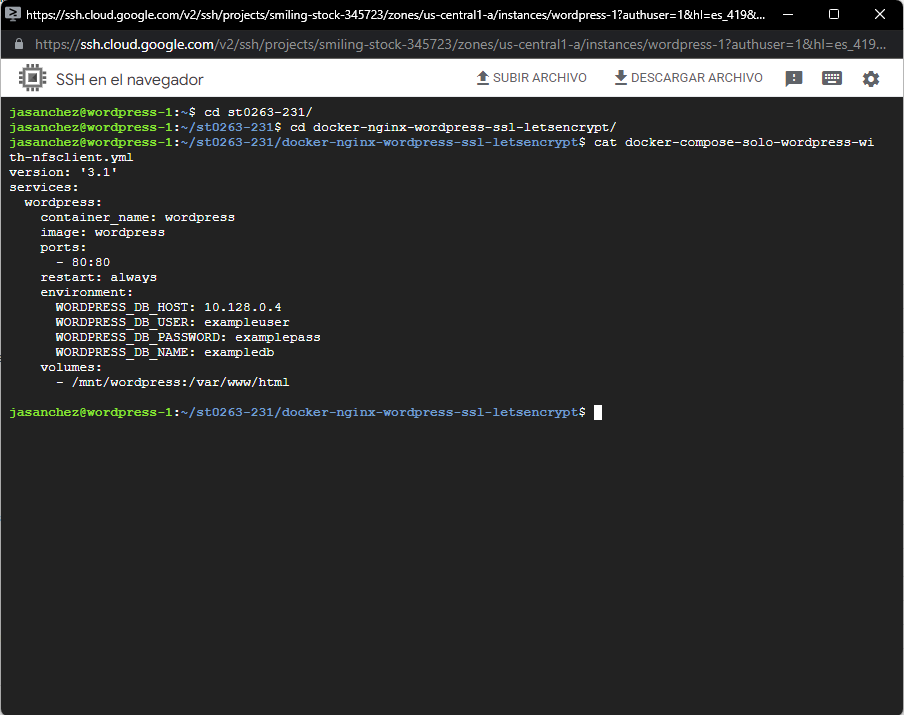 https://ssh.cloud.google.com/v2/ssh/projects/smiling-stock-345723/zones/us-central1-a/instances/wordpress-1?authuser=1&hl=es_419&...
https://ssh.cloud.google.com/v2/ssh/projects/smiling-stock-345723/zones/us-central1-a/instances/wordpress-1?authuser=1&hl=es_419...
SSH en el navegador
SUBIR ARCHIVO
DESCARGAR ARCHIVO
jasanchez@wordpress-1:~$ cd st0263-231/
jasanchez@wordpress-1:~/st0263-231$ cd docker-nginx-wordpress-ssl-letsencrypt/
jasanchez@wordpress-1:~/st0263-231/docker-nginx-wordpress-ssl-letsencrypt$ cat docker-compose-solo-wordpress-wi
th-nfsclient.yml
version: '3.1'
services:
  wordpress:
    container_name: wordpress
    image: wordpress
    ports:
      - 80:80
    restart: always
    environment:
      WORDPRESS_DB_HOST: 10.128.0.4
      WORDPRESS_DB_USER: exampleuser
      WORDPRESS_DB_PASSWORD: examplepass
      WORDPRESS_DB_NAME: exampledb
    volumes:
      - /mnt/wordpress:/var/www/html
jasanchez@wordpress-1:~/st0263-231/docker-nginx-wordpress-ssl-letsencrypt$